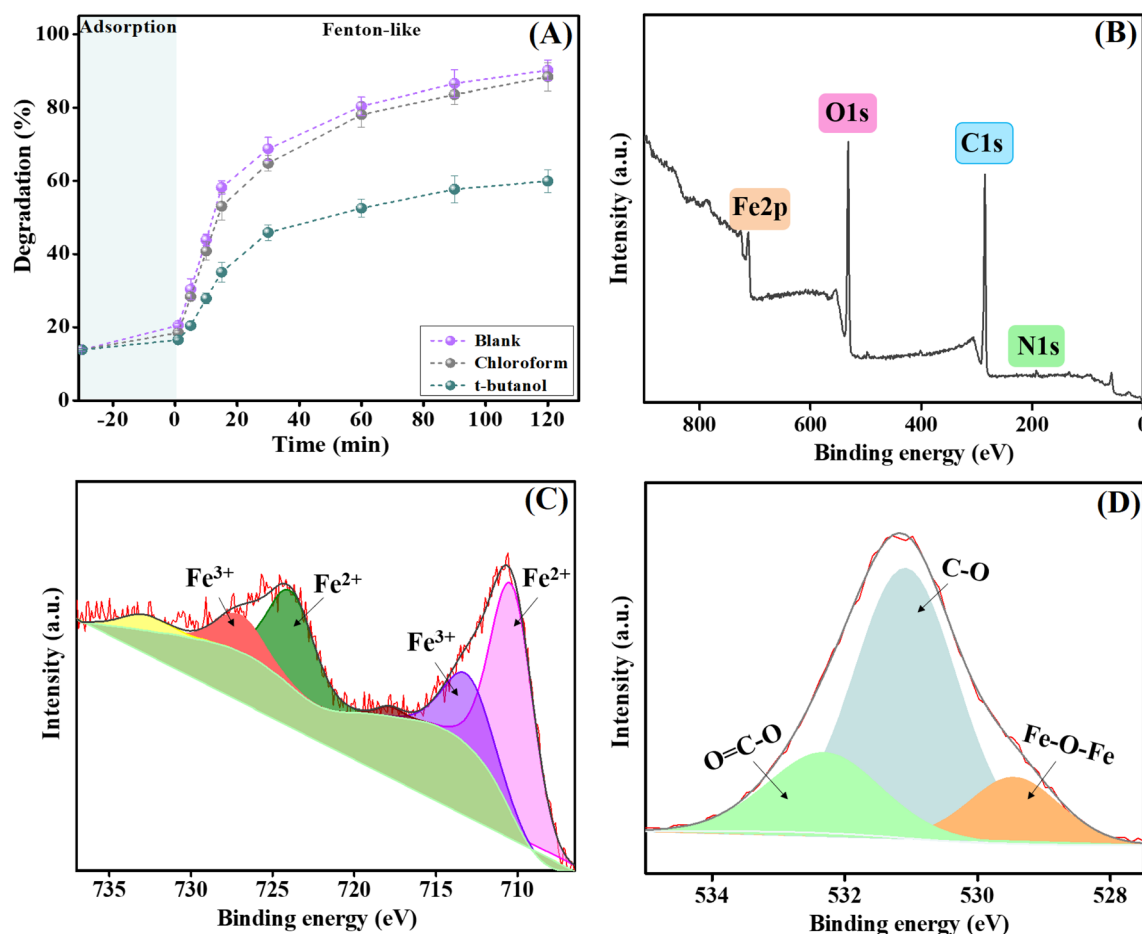 Adsorption Fenton-like (A)
100
80
60
40
20
0
Degradation (%)
Blank
Chloroform
t-butanol
-20 0 20 40 60 80 100 120
Time (min)
(B)
O1s
C1s
Fe2p
N1s
Intensity (a.u.)
800 600 400 200 0
Binding energy (eV)
(C)
Fe³⁺
Fe²⁺
Fe³⁺
Fe²⁺
Intensity (a.u.)
735 730 725 720 715 710
Binding energy (eV)
(D)
C-O
O=C-O
Fe-O-Fe
Intensity (a.u.)
534 532 530 528
Binding energy (eV)